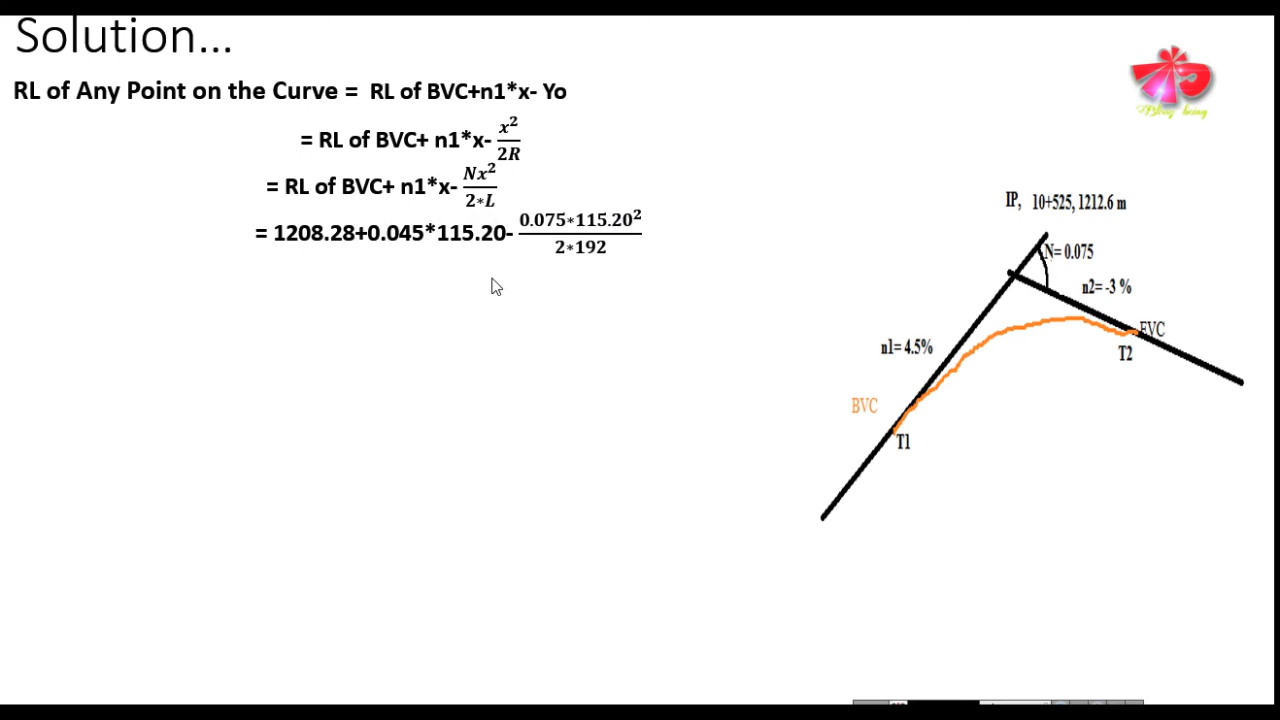 Solution...
RL of Any Point on the Curve = RL of BVC+n1*x- Yo
= RL of BVC+ n1*x- x²/2R
= RL of BVC+ n1*x- Nx²/2*L
= 1208.28+0.045*115.20- 0.075*115.20²/2*192
IP, 10+525, 1212.6 m
N= 0.075
n2= -3 %
n1= 4.5%
EVC
T2
BVC
T1